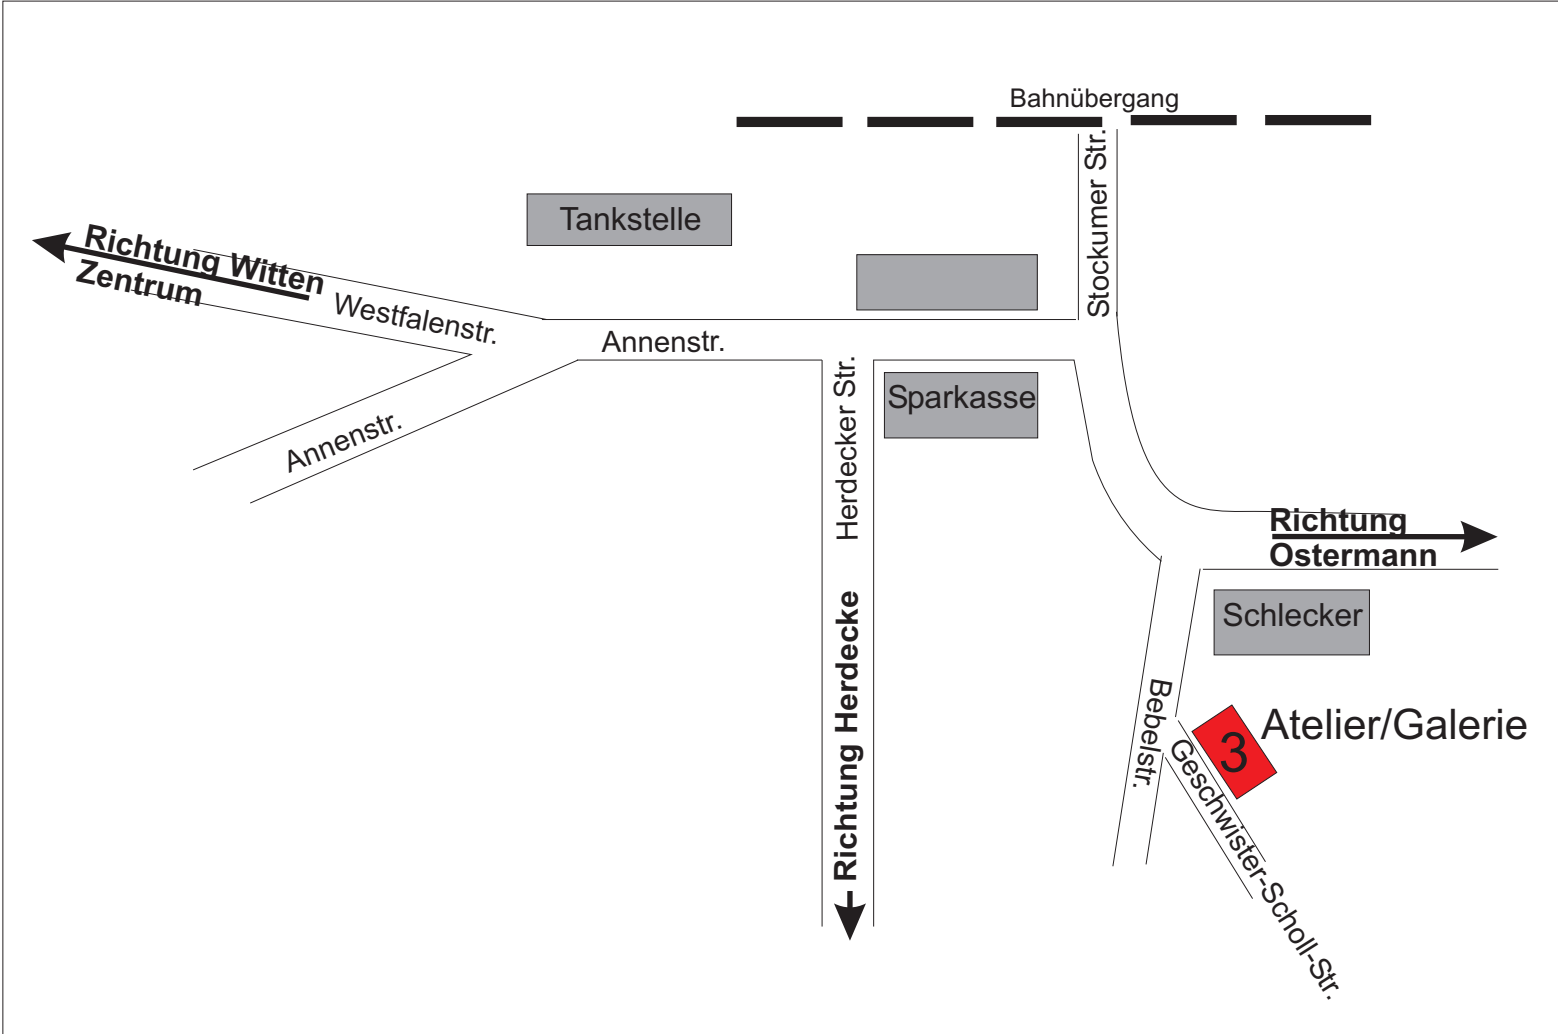 Bahnübergang
Stockumer Str.
Tankstelle
Richtung Witten
Zentrum
Westfalenstr.
Annenstr.
Annenstr.
Herdecker Str.
Sparkasse
Richtung
Ostermann
Richtung Herdecke
Schlecker
Bebelstr.
3
Atelier/Galerie
Geschwister-Scholl-Str.